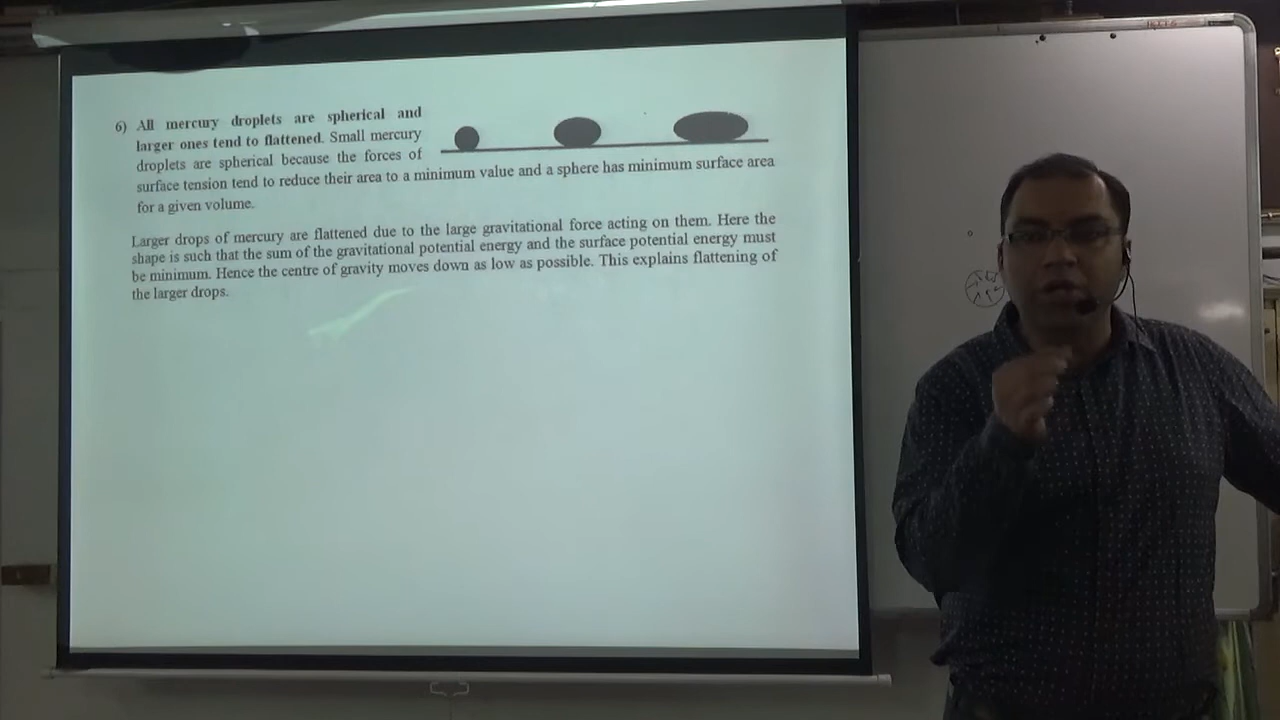 6) All mercury droplets are spherical and
larger ones tend to flattened. Small mercury
droplets are spherical because the forces of
surface tension tend to reduce their area to a minimum value and a sphere has minimum surface area
for a given volume.
Larger drops of mercury are flattened due to the large gravitational force acting on them. Here the
shape is such that the sum of the gravitational potential energy and the surface potential energy must
be minimum. Hence the centre of gravity moves down as low as possible. This explains flattening of
the larger drops.